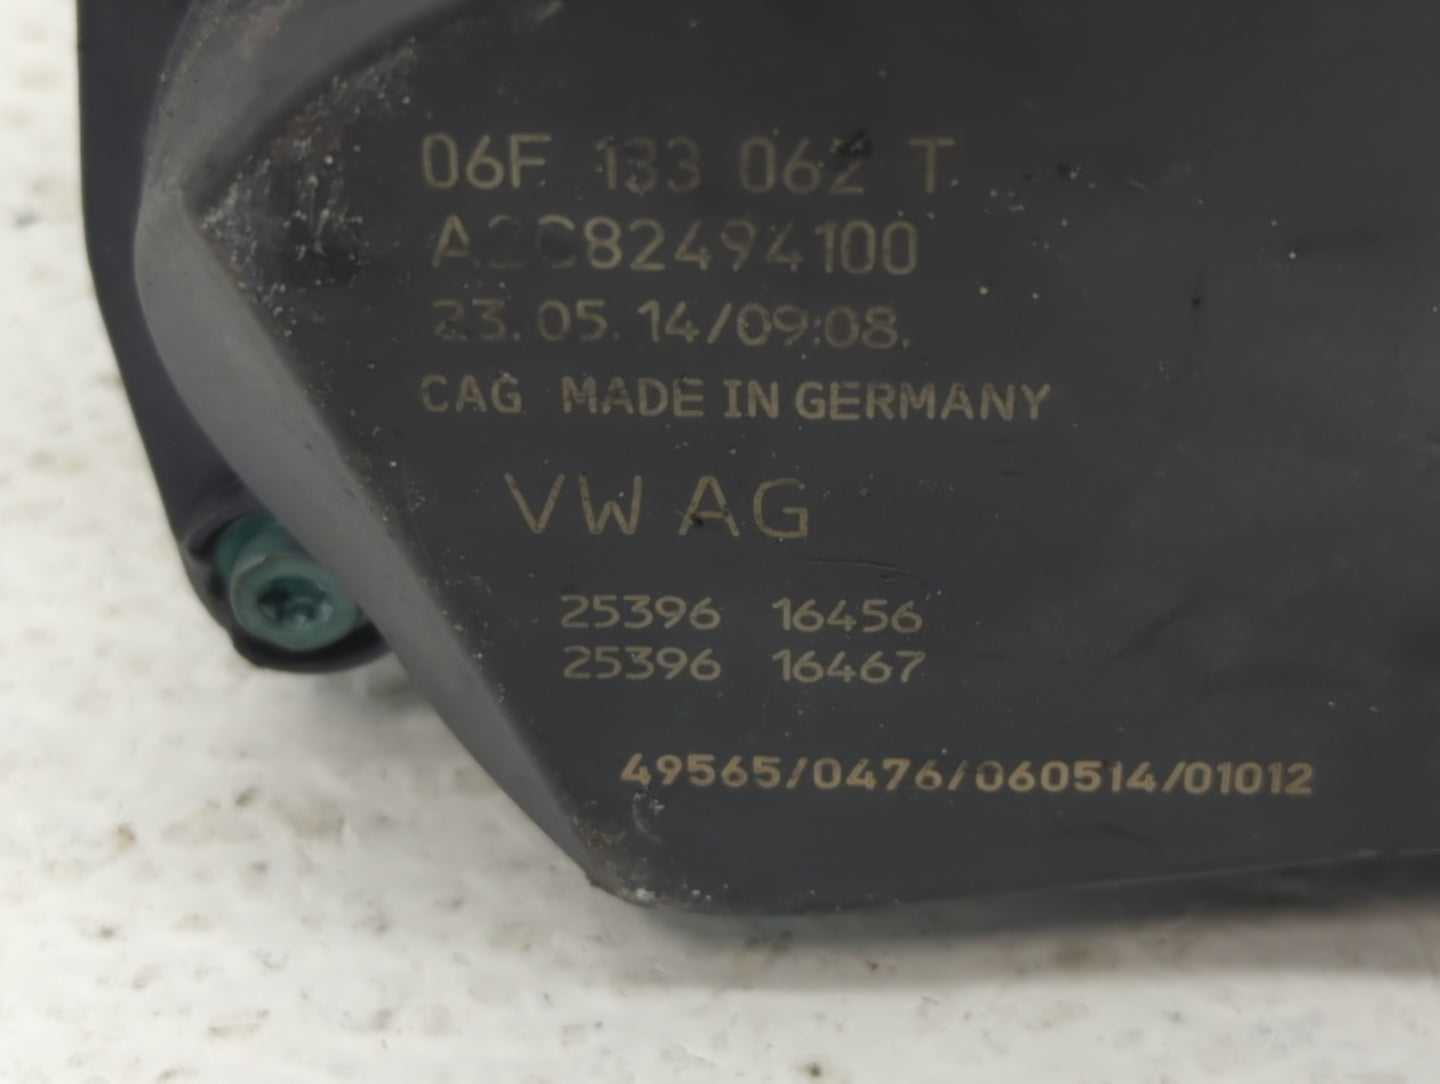 06F 133 062 T
A2C82494100
23.05.14/09:08.
CAG MADE IN GERMANY
VW AG
25396 16456
25396 16467
49565/0476/060514/01012